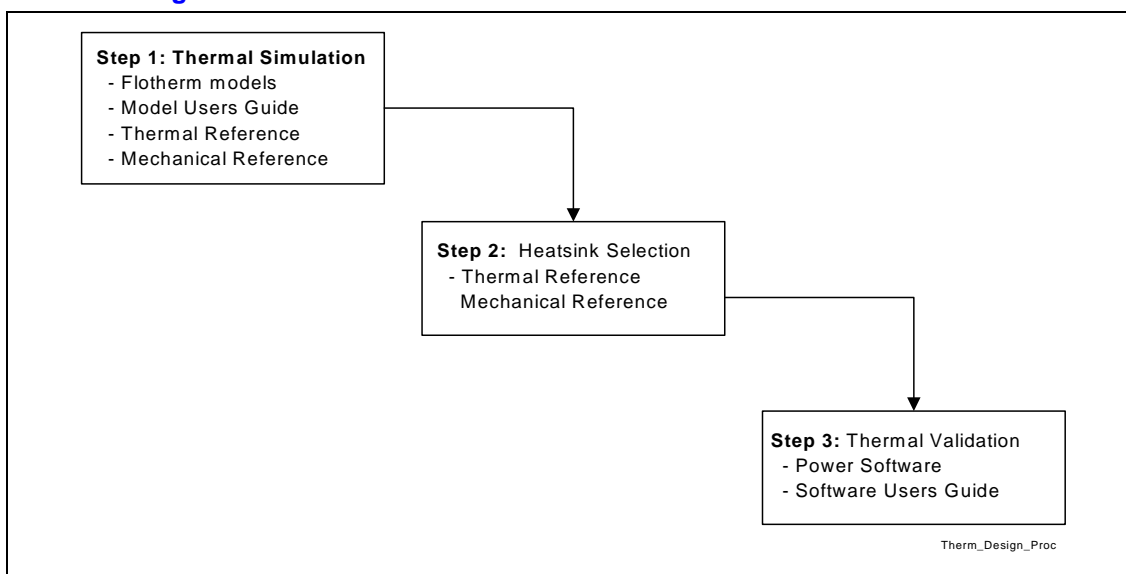 Step 1: Thermal Simulation
- Flotherm models
- Model Users Guide
- Thermal Reference
- Mechanical Reference
Step 2: Heatsink Selection
- Thermal Reference
Mechanical Reference
Step 3: Thermal Validation
- Power Software
- Software Users Guide
Therm_Design_Proc